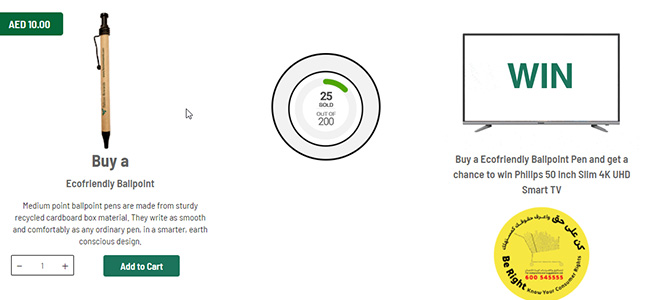 AED 10.00
Buy a
Ecofriendly Ballpoint
Medium point ballpoint pens are made from sturdy
recycled cardboard box material. They write as smooth
and comfortably as any ordinary pen, in a smarter, earth
conscious design.
− 1 +
Add to Cart
25
SOLD
OUT OF
200
WIN
Buy a Ecofriendly Ballpoint Pen and get a
chance to win Philips 50 Inch Slim 4K UHD
Smart TV
كن على حق واعرف حقوقك كمستهلك
600 545555
Be Right Know Your Consumer Rights